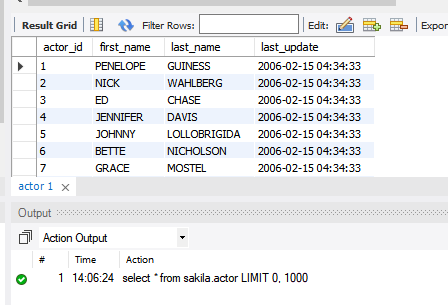 Result Grid Filter Rows: Edit: Expor
actor_id first_name last_name last_update
1 PENELOPE GUINESS 2006-02-15 04:34:33
2 NICK WAHLBERG 2006-02-15 04:34:33
3 ED CHASE 2006-02-15 04:34:33
4 JENNIFER DAVIS 2006-02-15 04:34:33
5 JOHNNY LOLLOBRIGIDA 2006-02-15 04:34:33
6 BETTE NICHOLSON 2006-02-15 04:34:33
7 GRACE MOSTEL 2006-02-15 04:34:33
actor 1
Output
Action Output
# Time Action
1 14:06:24 select * from sakila.actor LIMIT 0, 1000